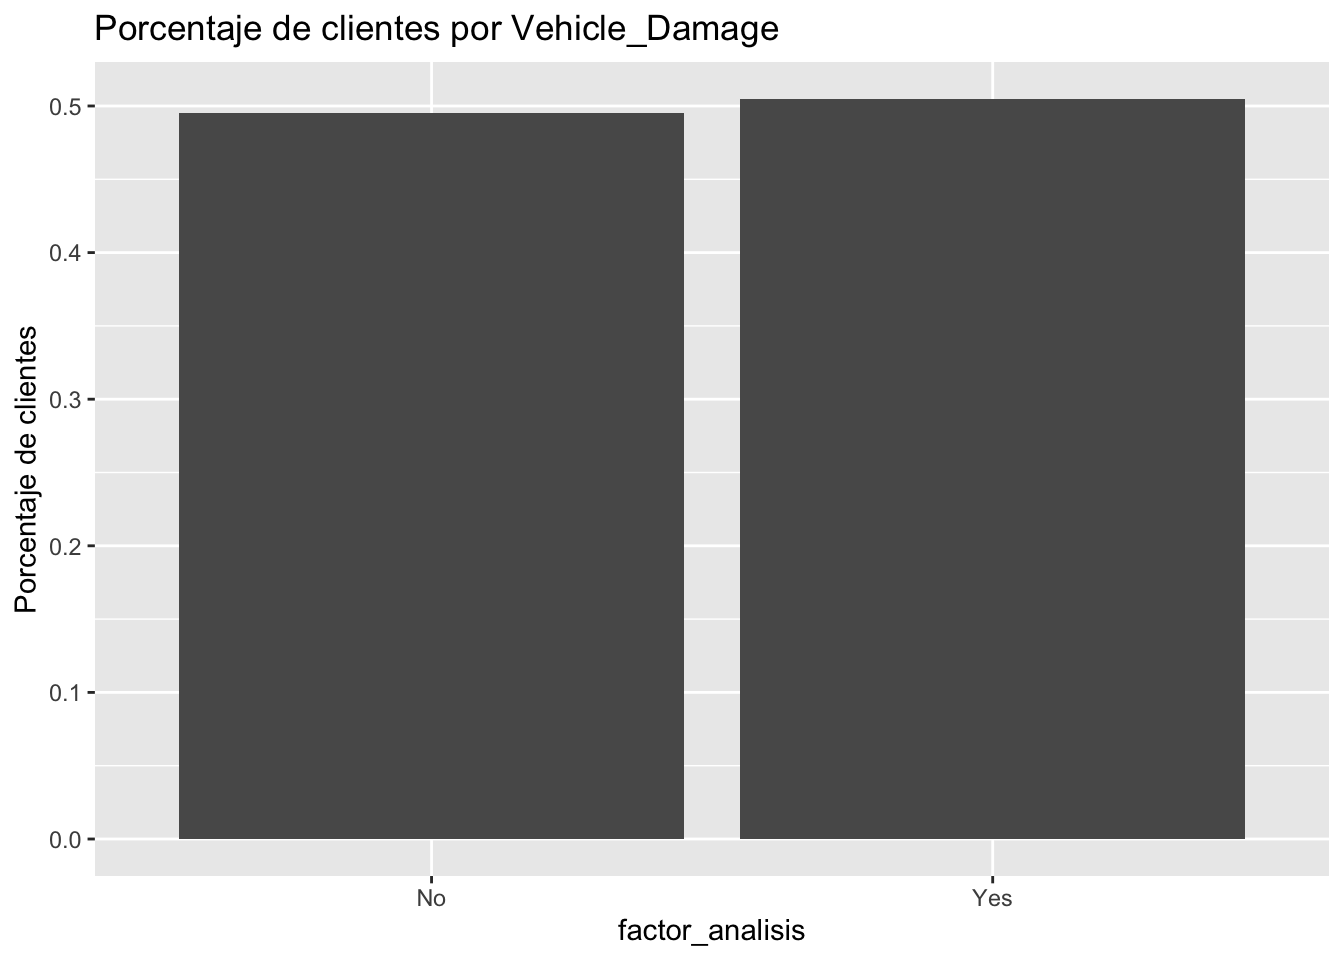 Porcentaje de clientes por Vehicle_Damage
Porcentaje de clientes
0.5
0.4
0.3
0.2
0.1
0.0
No Yes
factor_analisis